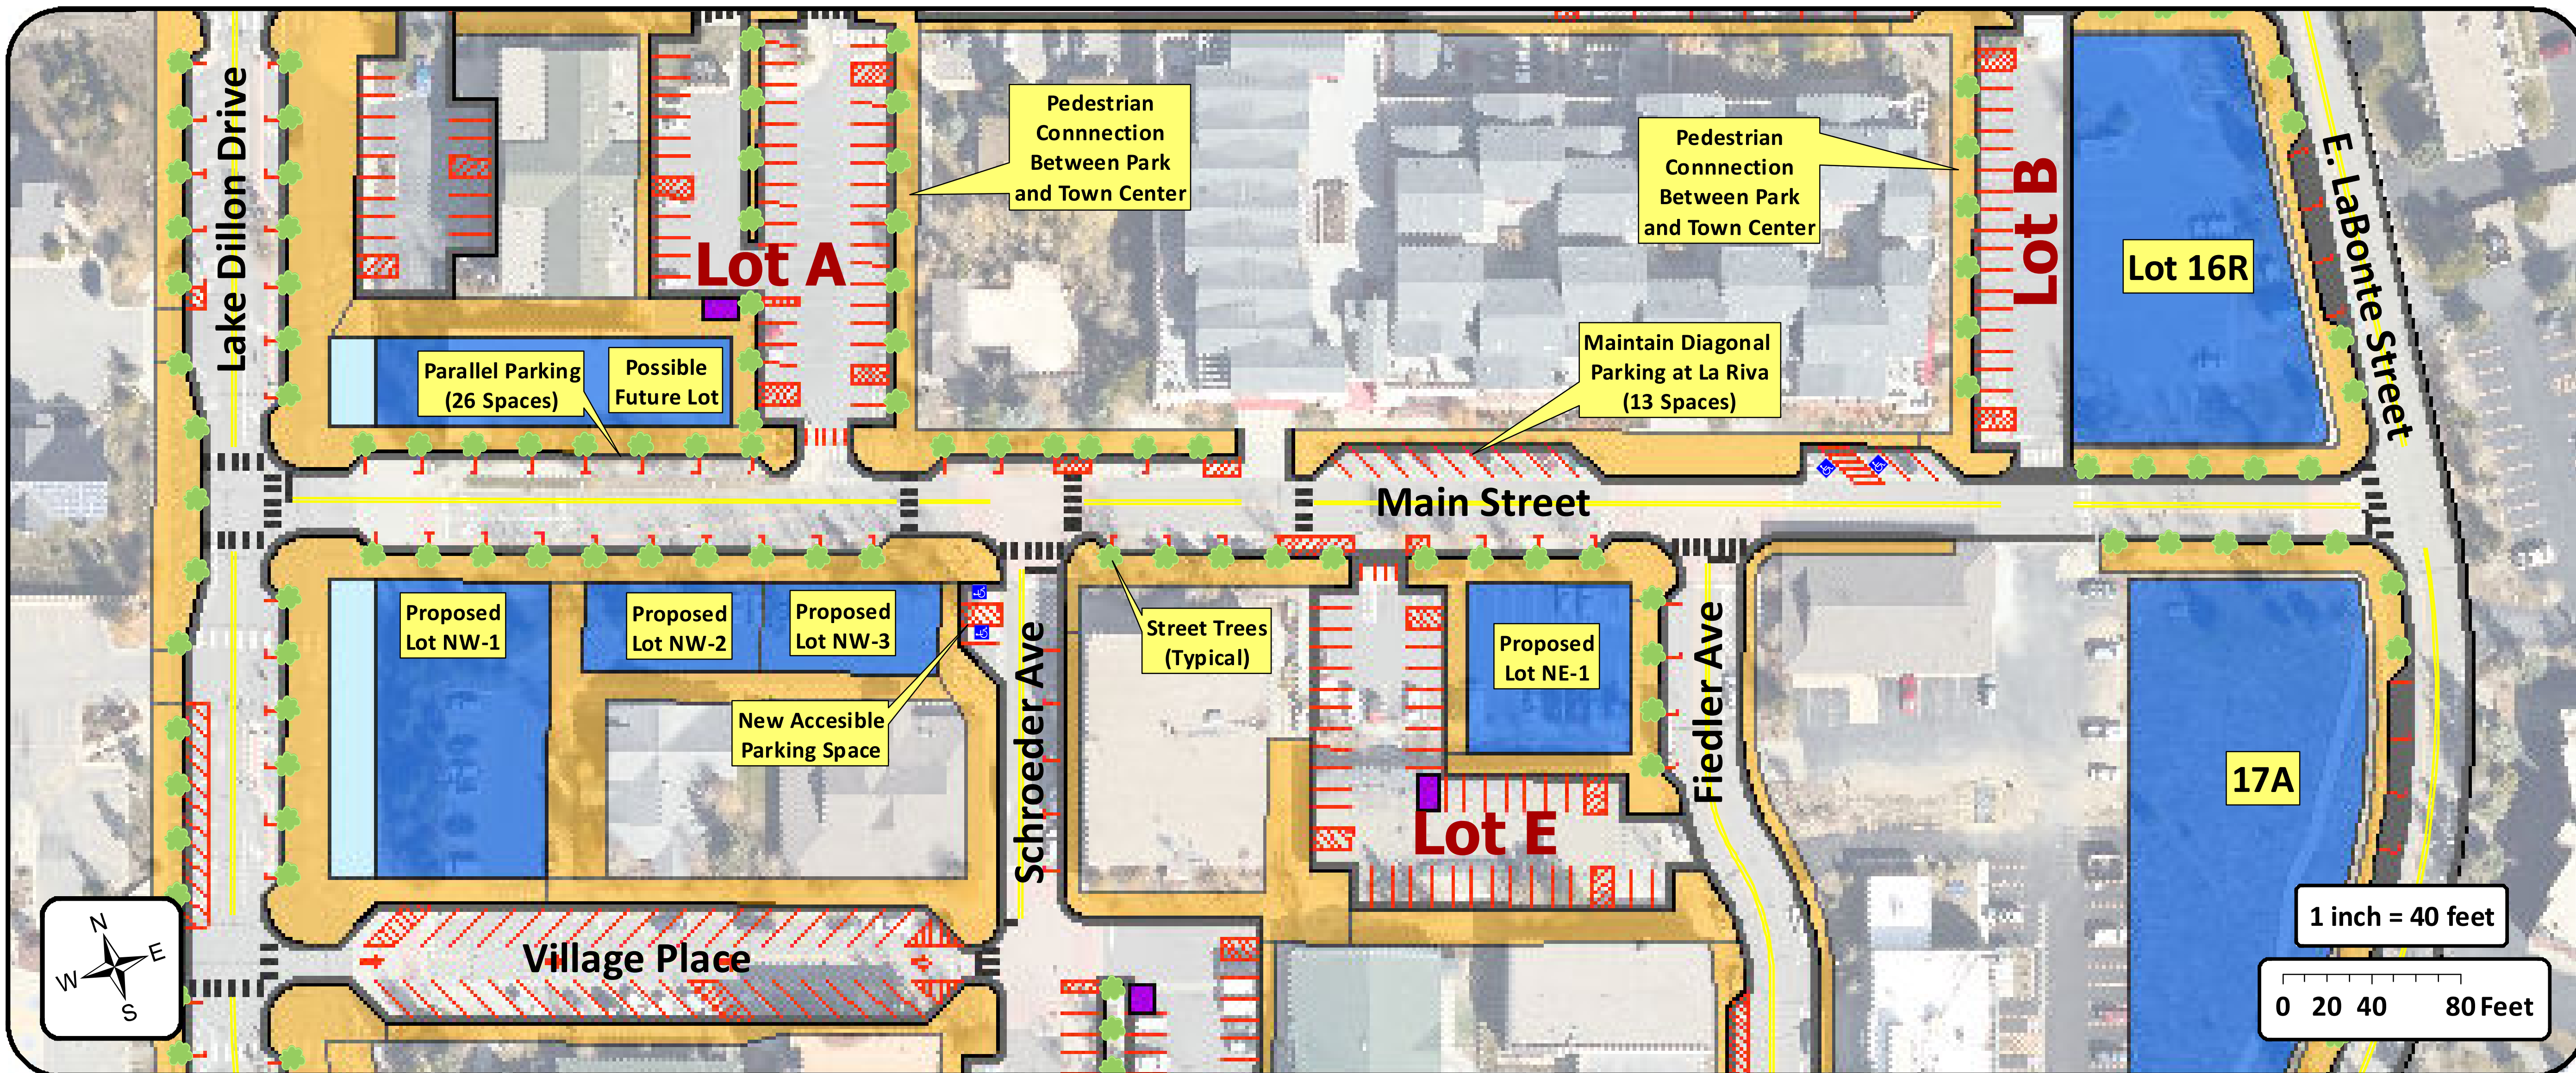 Lake Dillon Drive
Lot A
Pedestrian
Connnection
Between Park
and Town Center
Pedestrian
Connnection
Between Park
and Town Center
Lot B
Lot 16R
E. LaBonte Street
Parallel Parking
(26 Spaces)
Possible
Future Lot
Maintain Diagonal
Parking at La Riva
(13 Spaces)
Main Street
Proposed
Lot NW-1
Proposed
Lot NW-2
Proposed
Lot NW-3
New Accesible
Parking Space
Schroeder Ave
Street Trees
(Typical)
Proposed
Lot NE-1
Fiedler Ave
Lot E
17A
Village Place
N
E
W
S
1 inch = 40 feet
0 20 40 80 Feet